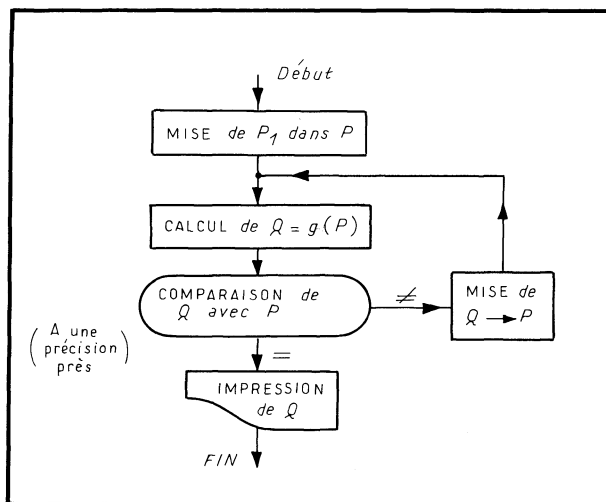 Début
MISE de P₁ dans P
CALCUL de Q = g(P)
COMPARAISON de
Q avec P
≠
MISE de
Q → P
(A une
précision
près)
=
IMPRESSION
de Q
FIN